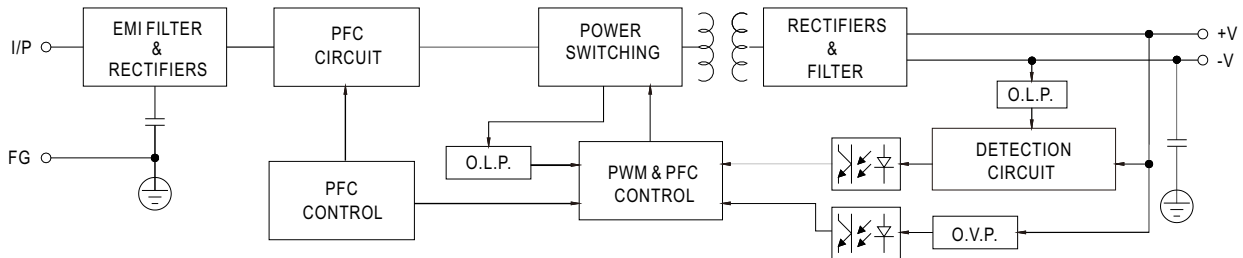 I/P
EMI FILTER
&
RECTIFIERS
PFC
CIRCUIT
POWER
SWITCHING
RECTIFIERS
&
FILTER
+V
-V
O.L.P.
FG
O.L.P.
PFC
CONTROL
PWM & PFC
CONTROL
DETECTION
CIRCUIT
O.V.P.